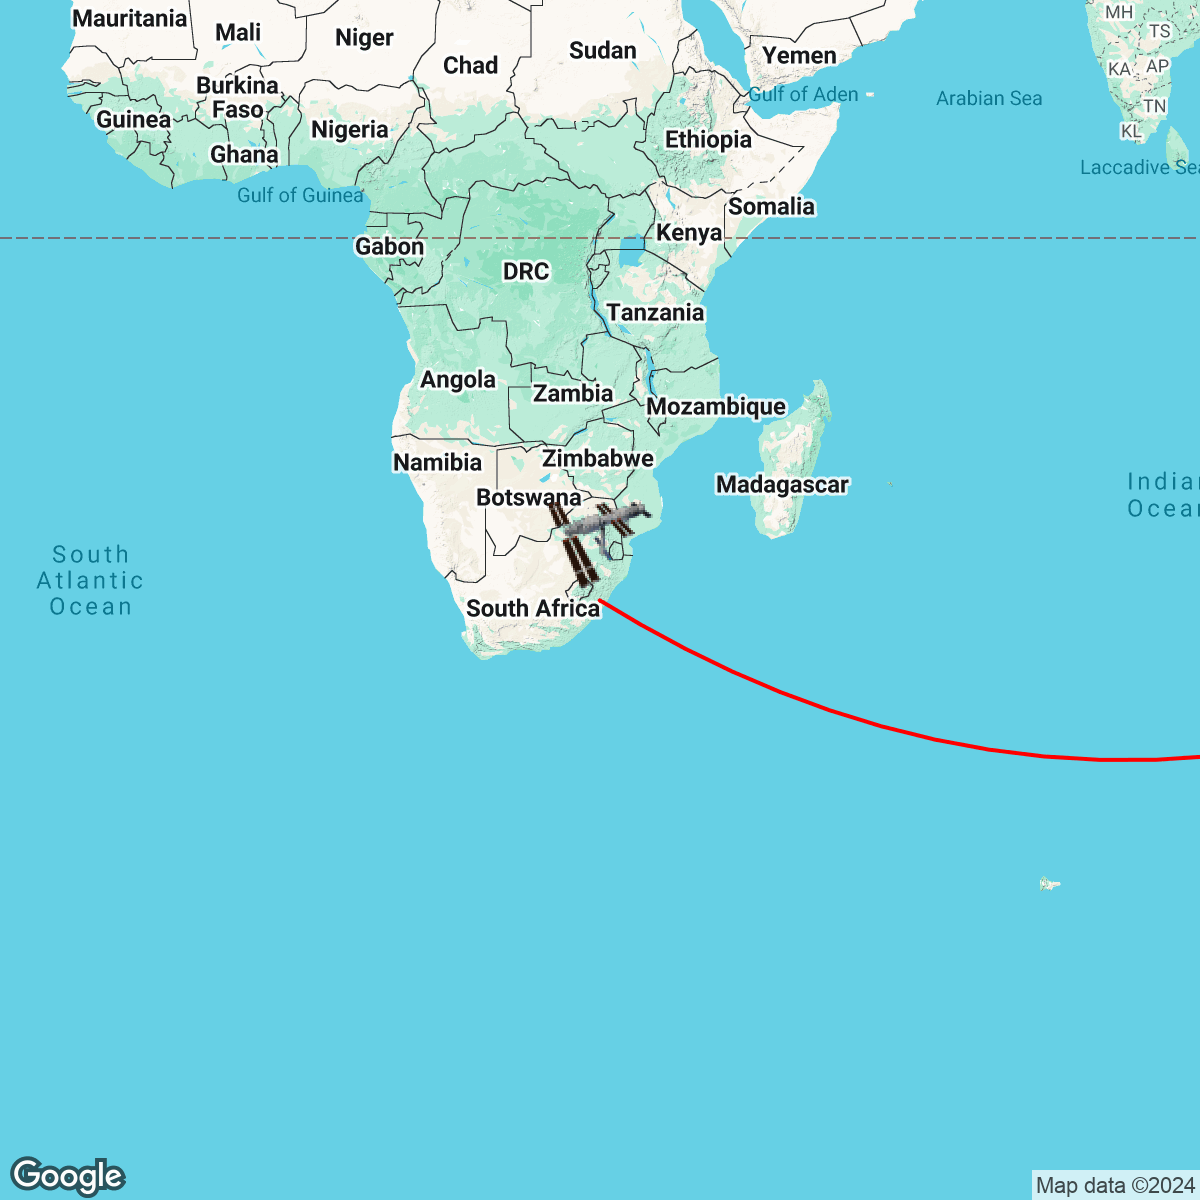 Mauritania
Mali
Niger
Chad
Sudan
Yemen
MH
TS
KA
AP
TN
KL
Burkina
Faso
Guinea
Nigeria
Ghana
Ethiopia
Gulf of Aden
Arabian Sea
Laccadive Sea
Gulf of Guinea
Somalia
Kenya
Gabon
DRC
Tanzania
Angola
Zambia
Mozambique
Namibia
Zimbabwe
Botswana
Madagascar
Indian
Ocean
South
Atlantic
Ocean
South Africa
Google
Map data ©2024